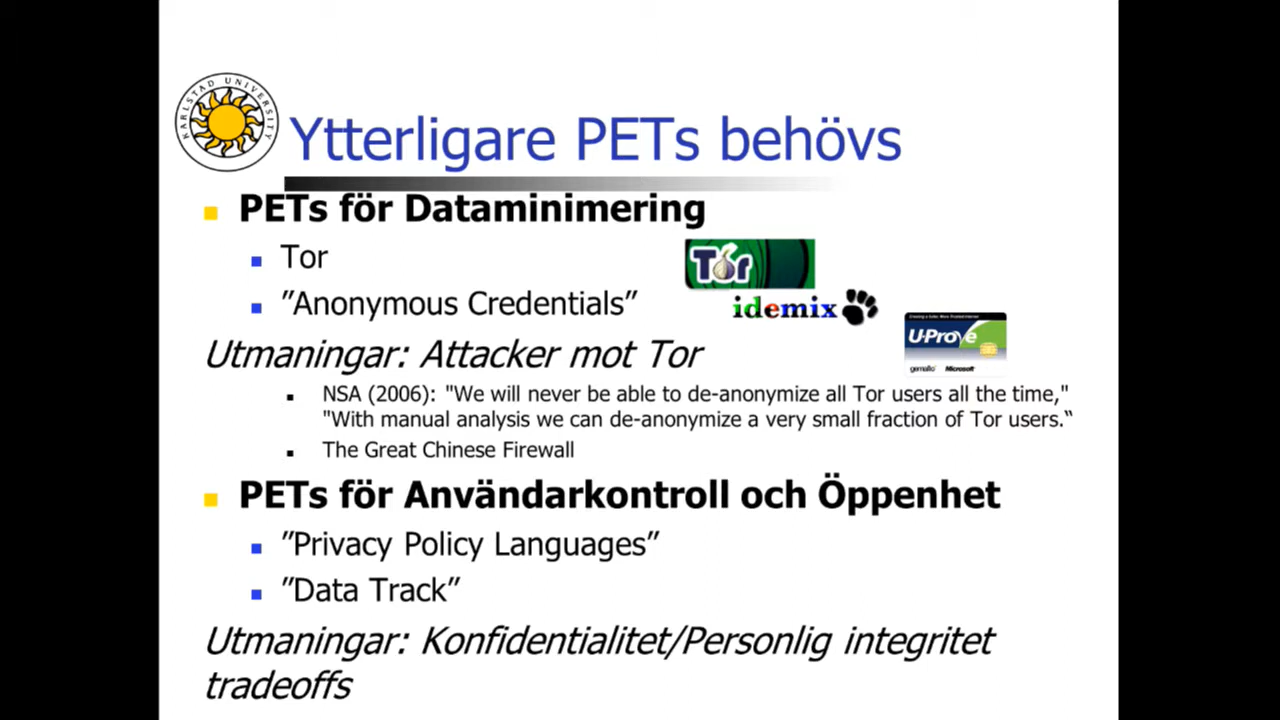 KARLSTAD UNIVERSITY
Ytterligare PETs behövs
PETs för Dataminimering
Tor
Tor
”Anonymous Credentials”
idemix
Utmaningar: Attacker mot Tor
U-Prove
gemalto Microsoft
NSA (2006): "We will never be able to de-anonymize all Tor users all the time,"
"With manual analysis we can de-anonymize a very small fraction of Tor users.“
The Great Chinese Firewall
PETs för Användarkontroll och Öppenhet
”Privacy Policy Languages”
”Data Track”
Utmaningar: Konfidentialitet/Personlig integritet
tradeoffs